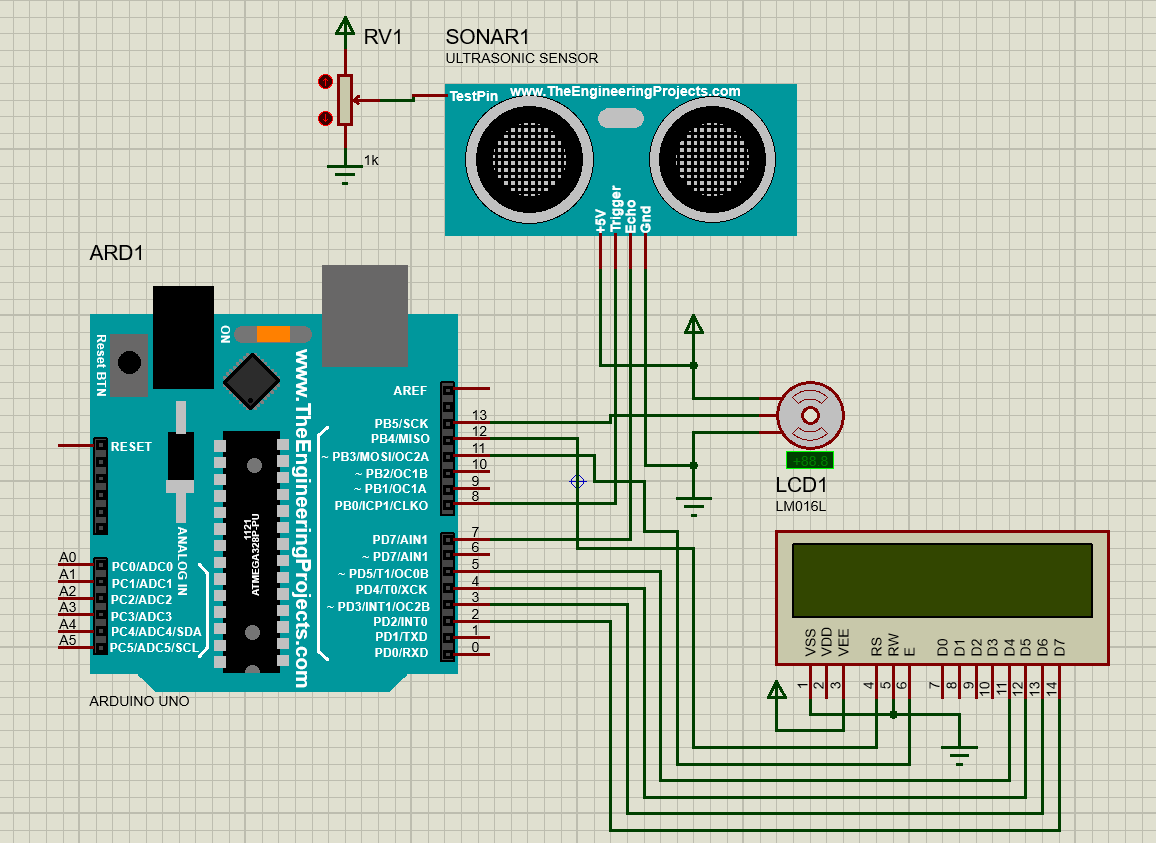 RV1
1k
SONAR1
ULTRASONIC SENSOR
TestPin
www.TheEngineeringProjects.com
+5V
Trigger
Echo
Gnd
ARD1
ON
Reset BTN
www.TheEngineeringProjects.com
AREF
PB5/SCK 13
PB4/MISO 12
~ PB3/MOSI/OC2A 11
~ PB2/OC1B 10
~ PB1/OC1A 9
PB0/ICP1/CLKO 8
PD7/AIN1 7
~ PD7/AIN1 6
~ PD5/T1/OC0B 5
PD4/T0/XCK 4
~ PD3/INT1/OC2B 3
PD2/INT0 2
PD1/TXD 1
PD0/RXD 0
RESET
1121
ATMEGA328P-PU
ANALOG IN
A0 PC0/ADC0
A1 PC1/ADC1
A2 PC2/ADC2
A3 PC3/ADC3
A4 PC4/ADC4/SDA
A5 PC5/ADC5/SCL
ARDUINO UNO
+88.8
LCD1
LM016L
VSS
VDD
VEE
RS
RW
E
D0
D1
D2
D3
D4
D5
D6
D7
1
2
3
4
5
6
7
8
9
10
11
12
13
14